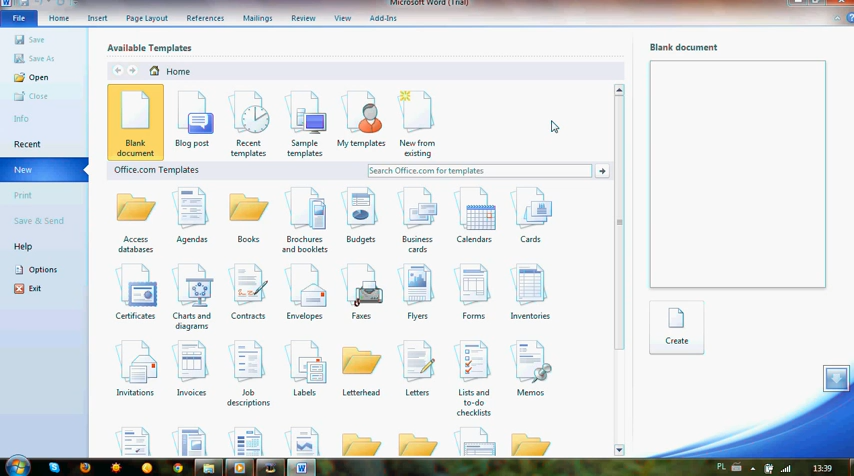 Microsoft Word (Trial)
File Home Insert Page Layout References Mailings Review View Add-Ins
Save
Save As
Open
Close
Info
Recent
New
Print
Save & Send
Help
Options
Exit
Available Templates
Home
Blank document
Blog post
Recent templates
Sample templates
My templates
New from existing
Office.com Templates
Search Office.com for templates
Access databases
Agendas
Books
Brochures and booklets
Budgets
Business cards
Calendars
Cards
Certificates
Charts and diagrams
Contracts
Envelopes
Faxes
Flyers
Forms
Inventories
Invitations
Invoices
Job descriptions
Labels
Letterhead
Letters
Lists and to-do checklists
Memos
Blank document
Create
PL
13:39